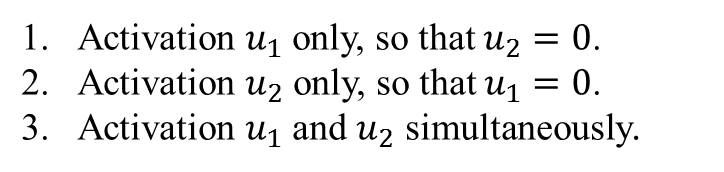 1. Activation u₁ only, so that u₂ = 0.
2. Activation u₂ only, so that u₁ = 0.
3. Activation u₁ and u₂ simultaneously.